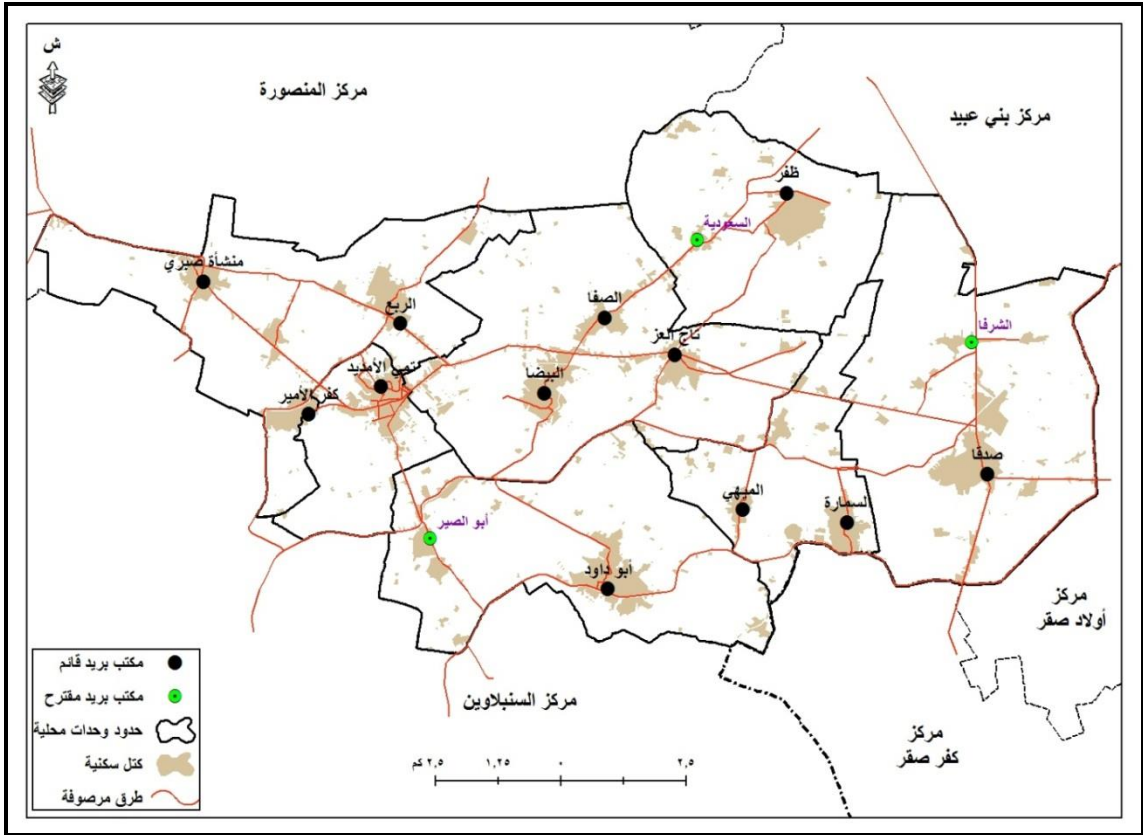 ش
مركز المنصورة
مركز بني عبيد
ظفر
السعودية
منشأة صبري
الربع
الصفا
تاج العز
الشرفا
تمي الأمديد
كفر الأمير
البيضا
صدقا
الميهي
السمارة
أبو الصير
أبو داود
مركز
أولاد صقر
مركز السنبلاوين
مركز
كفر صقر
مكتب بريد قائم
مكتب بريد مقترح
حدود وحدات محلية
كتل سكنية
طرق مرصوفة
٢,٥ كم
١,٢٥
٠
٢,٥